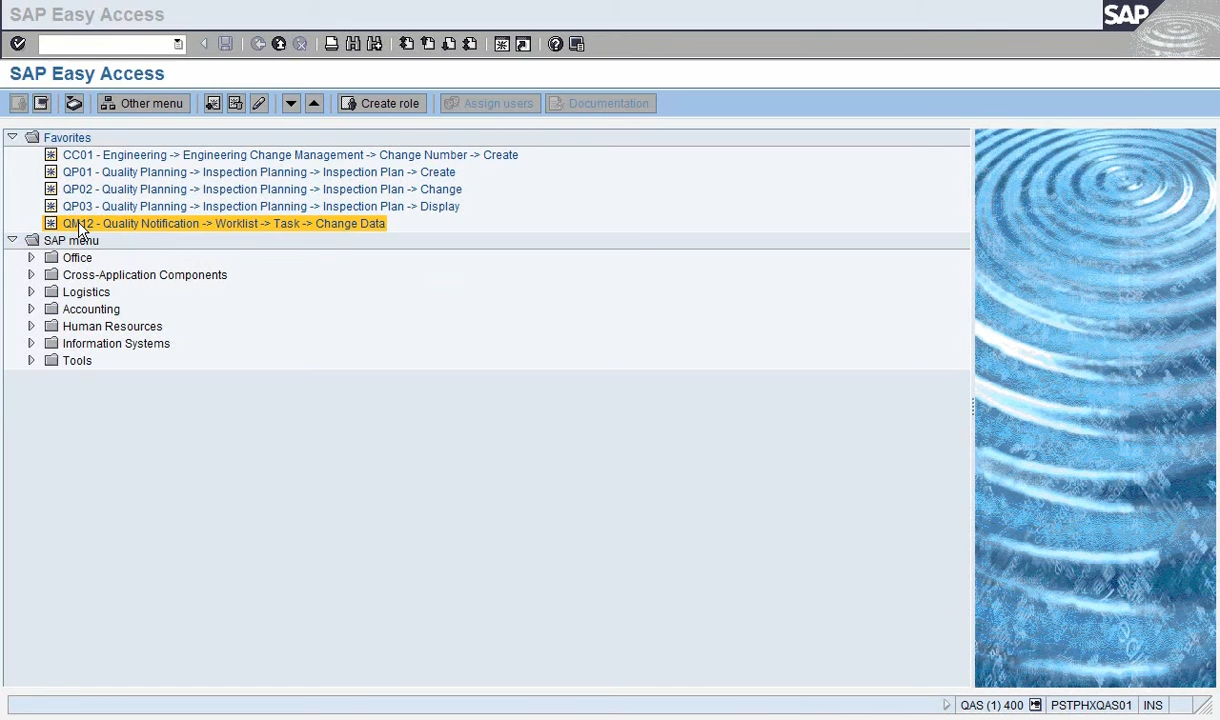 SAP Easy Access
SAP
SAP Easy Access
Other menu
Create role
Assign users
Documentation
Favorites
CC01 - Engineering -> Engineering Change Management -> Change Number -> Create
QP01 - Quality Planning -> Inspection Planning -> Inspection Plan -> Create
QP02 - Quality Planning -> Inspection Planning -> Inspection Plan -> Change
QP03 - Quality Planning -> Inspection Planning -> Inspection Plan -> Display
QM12 - Quality Notification -> Worklist -> Task -> Change Data
SAP menu
Office
Cross-Application Components
Logistics
Accounting
Human Resources
Information Systems
Tools
QAS (1) 400
PSTPHXQAS01
INS